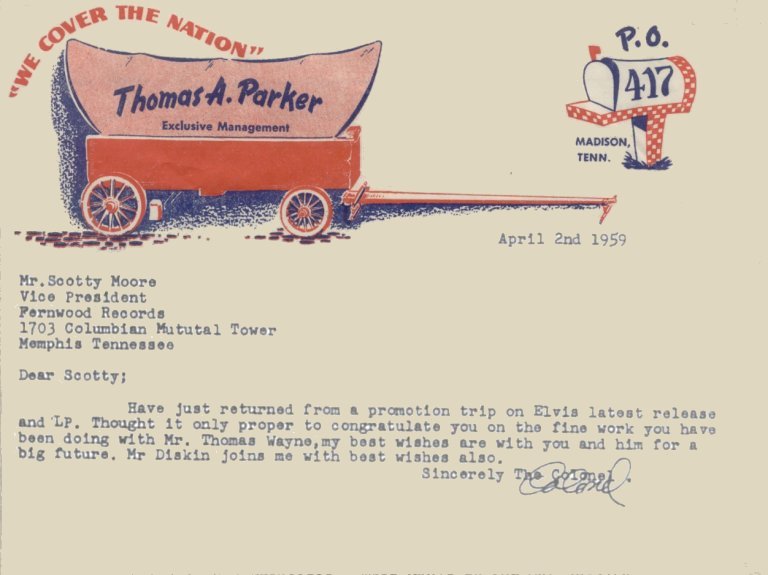 "WE COVER THE NATION"
Thomas A. Parker
Exclusive Management
P.O.
417
MADISON,
TENN.
April 2nd 1959
Mr.Scotty Moore
Vice President
Fernwood Records
1703 Columbian Mututal Tower
Memphis Tennessee
Dear Scotty;
Have just returned from a promotion trip on Elvis latest release
and LP. Thought it only proper to congratulate you on the fine work you have
been doing with Mr. Thomas Wayne,my best wishes are with you and him for a
big future. Mr Diskin joins me with best wishes also.
Sincerely The Colonel .
Colonel